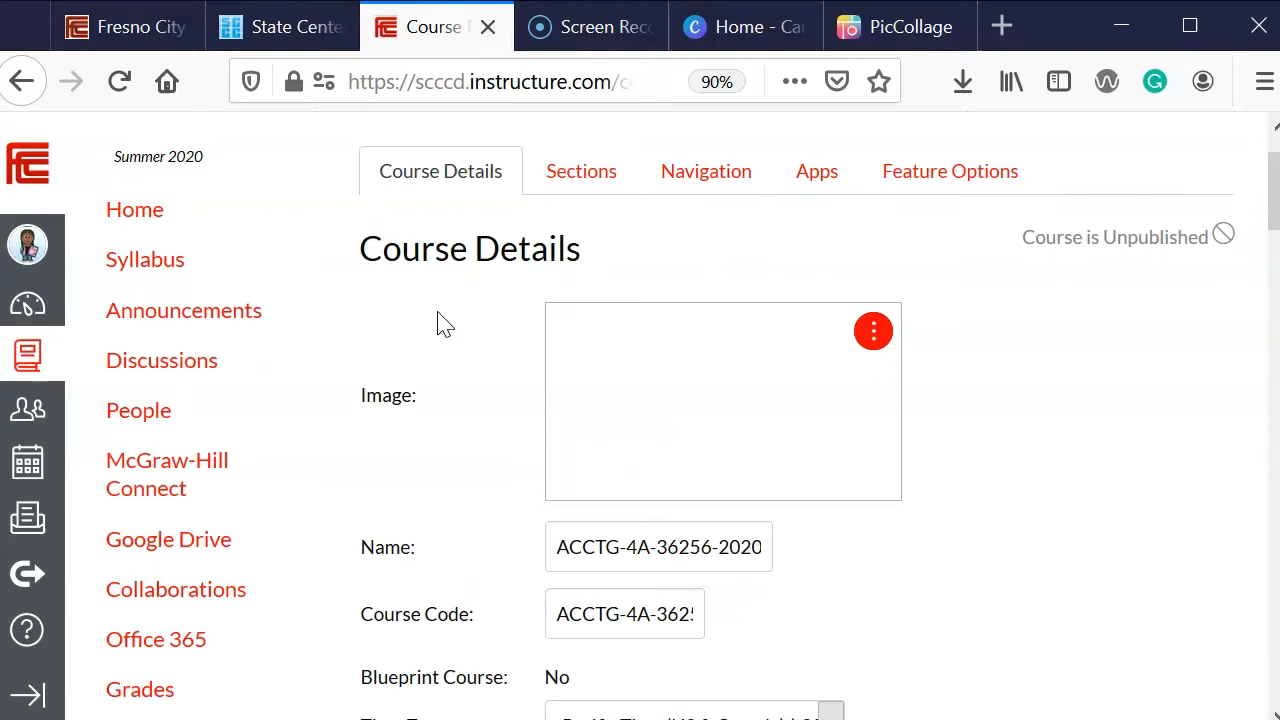 Fresno City
State Cente
Course
Screen Rec
Home - Ca
PicCollage
https://scccd.instructure.com/c
90%
FCC
Summer 2020
Home
Syllabus
Announcements
Discussions
People
McGraw-Hill
Connect
Google Drive
Collaborations
Office 365
Grades
Course Details
Sections
Navigation
Apps
Feature Options
Course Details
Course is Unpublished
Image:
Name:
ACCTG-4A-36256-2020
Course Code:
ACCTG-4A-3625
Blueprint Course:
No